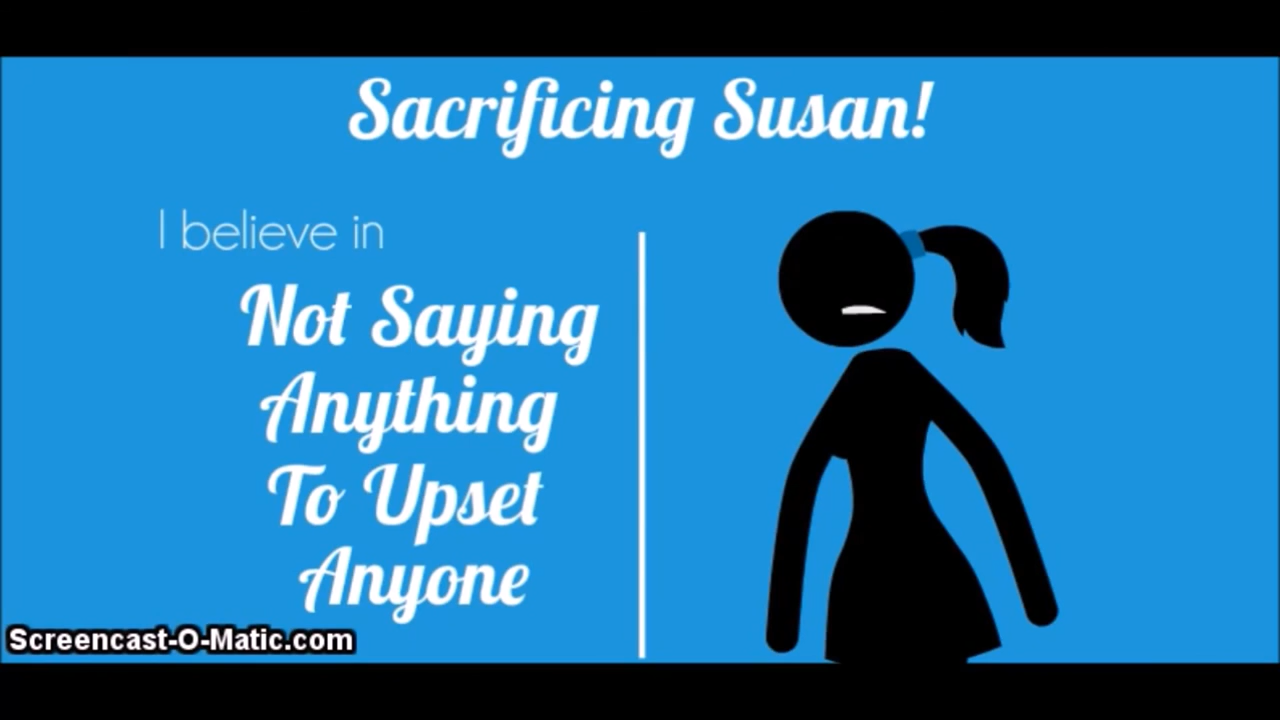 Sacrificing Susan!
I believe in
Not Saying
Anything
To Upset
Anyone
Screencast-O-Matic.com